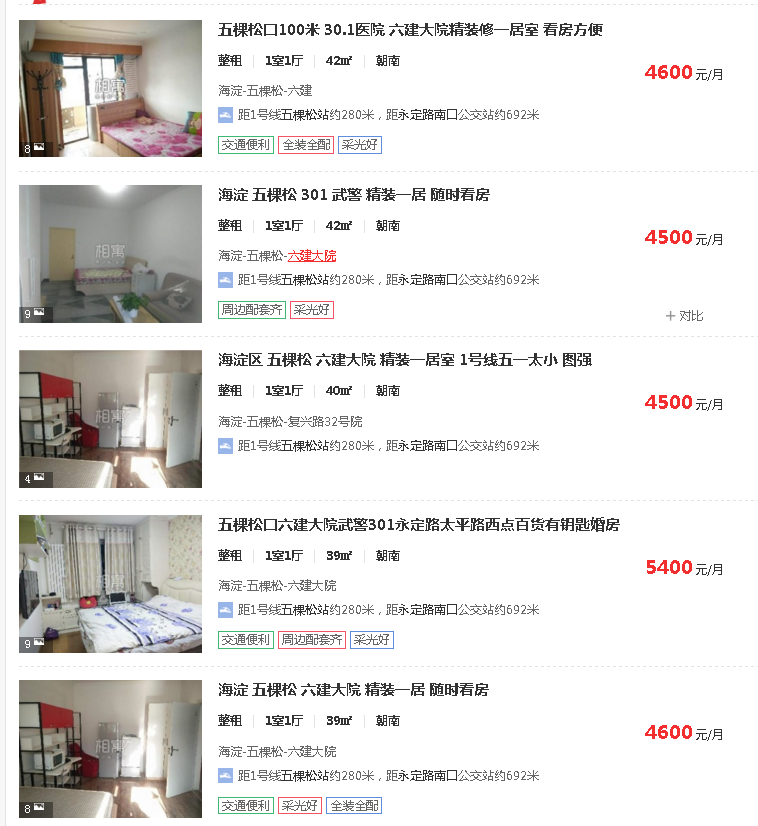 五棵松口100米 30.1医院 六建大院精装修一居室 看房方便
整租 1室1厅 42m² 朝南
4600 元/月
海淀-五棵松-六建
距1号线五棵松站约280米，距永定路南口公交站约692米
交通便利 全装全配 采光好
相寓
8
海淀 五棵松 301 武警 精装一居 随时看房
整租 1室1厅 42m² 朝南
4500 元/月
海淀-五棵松-六建大院
距1号线五棵松站约280米，距永定路南口公交站约692米
周边配套齐 采光好
+ 对比
相寓
9
海淀区 五棵松 六建大院 精装一居室 1号线五一太小 图强
整租 1室1厅 40m² 朝南
4500 元/月
海淀-五棵松-复兴路32号院
距1号线五棵松站约280米，距永定路南口公交站约692米
相寓
4
五棵松口六建大院武警301永定路太平路西点百货有钥匙婚房
整租 1室1厅 39m² 朝南
5400 元/月
海淀-五棵松-六建大院
距1号线五棵松站约280米，距永定路南口公交站约692米
交通便利 周边配套齐 采光好
相寓
9
海淀 五棵松 六建大院 精装一居 随时看房
整租 1室1厅 39m² 朝南
4600 元/月
海淀-五棵松-六建大院
距1号线五棵松站约280米，距永定路南口公交站约692米
交通便利 采光好 全装全配
相寓
8